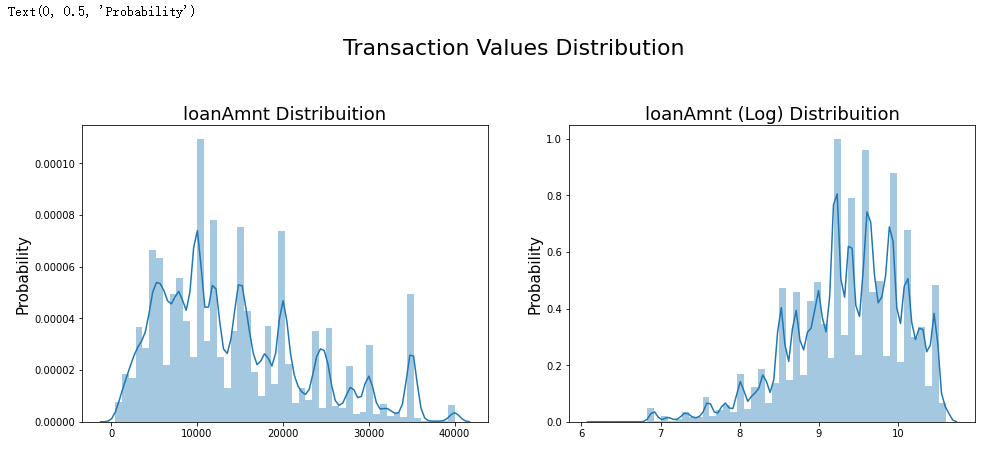 Text(0, 0.5, 'Probability')
Transaction Values Distribution
loanAmnt Distribuition
loanAmnt (Log) Distribuition
Probability
0.00010
0.00008
0.00006
0.00004
0.00002
0.00000
0 10000 20000 30000 40000
Probability
1.0
0.8
0.6
0.4
0.2
0.0
6 7 8 9 10